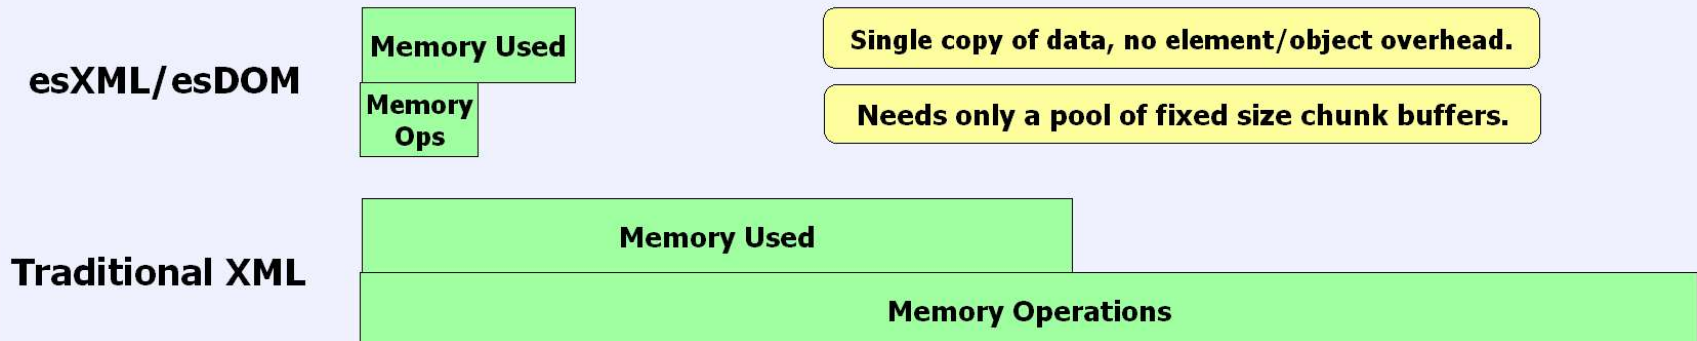 esXML/esDOM
Memory Used
Memory
Ops
Single copy of data, no element/object overhead.
Needs only a pool of fixed size chunk buffers.
Traditional XML
Memory Used
Memory Operations